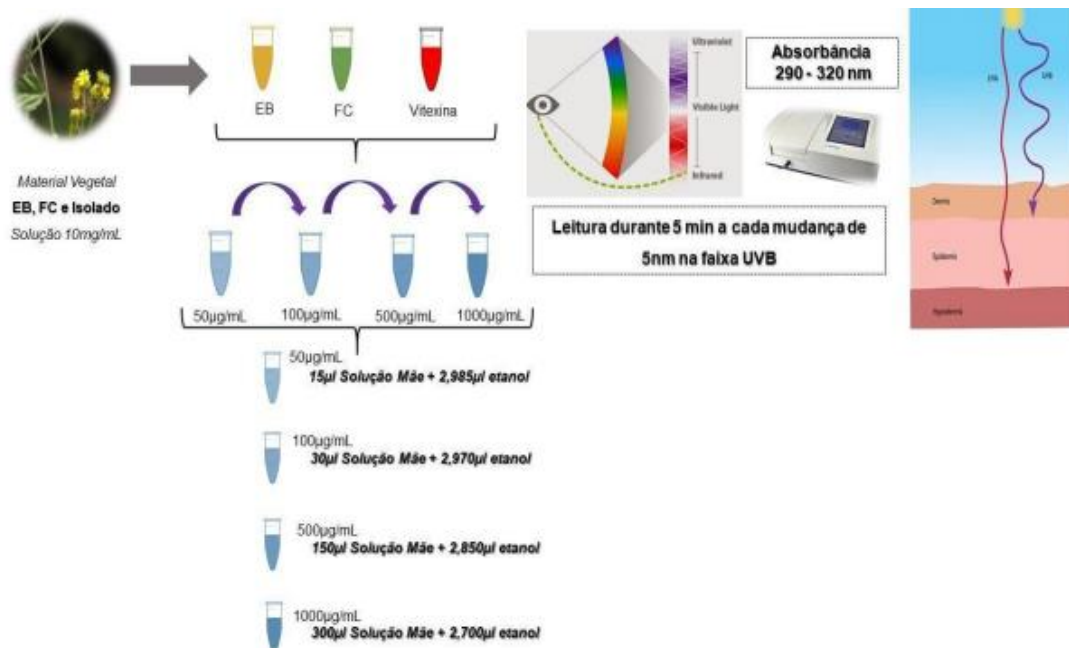 EB
FC
Vitexina
Material Vegetal
EB, FC e Isolado
Solução 10mg/mL
50µg/mL
100µg/mL
500µg/mL
1000µg/mL
50µg/mL
15µl Solução Mãe + 2,985µl etanol
100µg/mL
30µl Solução Mãe + 2,970µl etanol
500µg/mL
150µl Solução Mãe + 2,850µl etanol
1000µg/mL
300µl Solução Mãe + 2,700µl etanol
Ultraviolet
Visible Light
Infrared
Absorbância
290 - 320 nm
Leitura durante 5 min a cada mudança de
5nm na faixa UVB
UVA
UVB